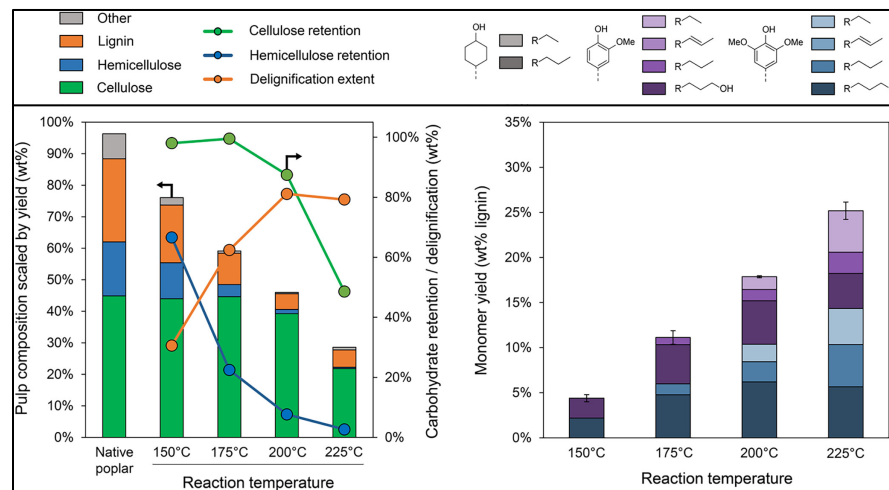 Other
Lignin
Hemicellulose
Cellulose
Cellulose retention
Hemicellulose retention
Delignification extent
OH
R
R
OH
OMe
R
R
R
R OH
OH
MeO OMe
R
R
R
R
Pulp composition scaled by yield (wt%)
100%
90%
80%
70%
60%
50%
40%
30%
20%
10%
0%
100%
80%
60%
40%
20%
0%
Carbohydrate retention / delignification (wt%)
Native poplar
150°C
175°C
200°C
225°C
Reaction temperature
Monomer yield (wt% lignin)
35%
30%
25%
20%
15%
10%
5%
0%
150°C
175°C
200°C
225°C
Reaction temperature